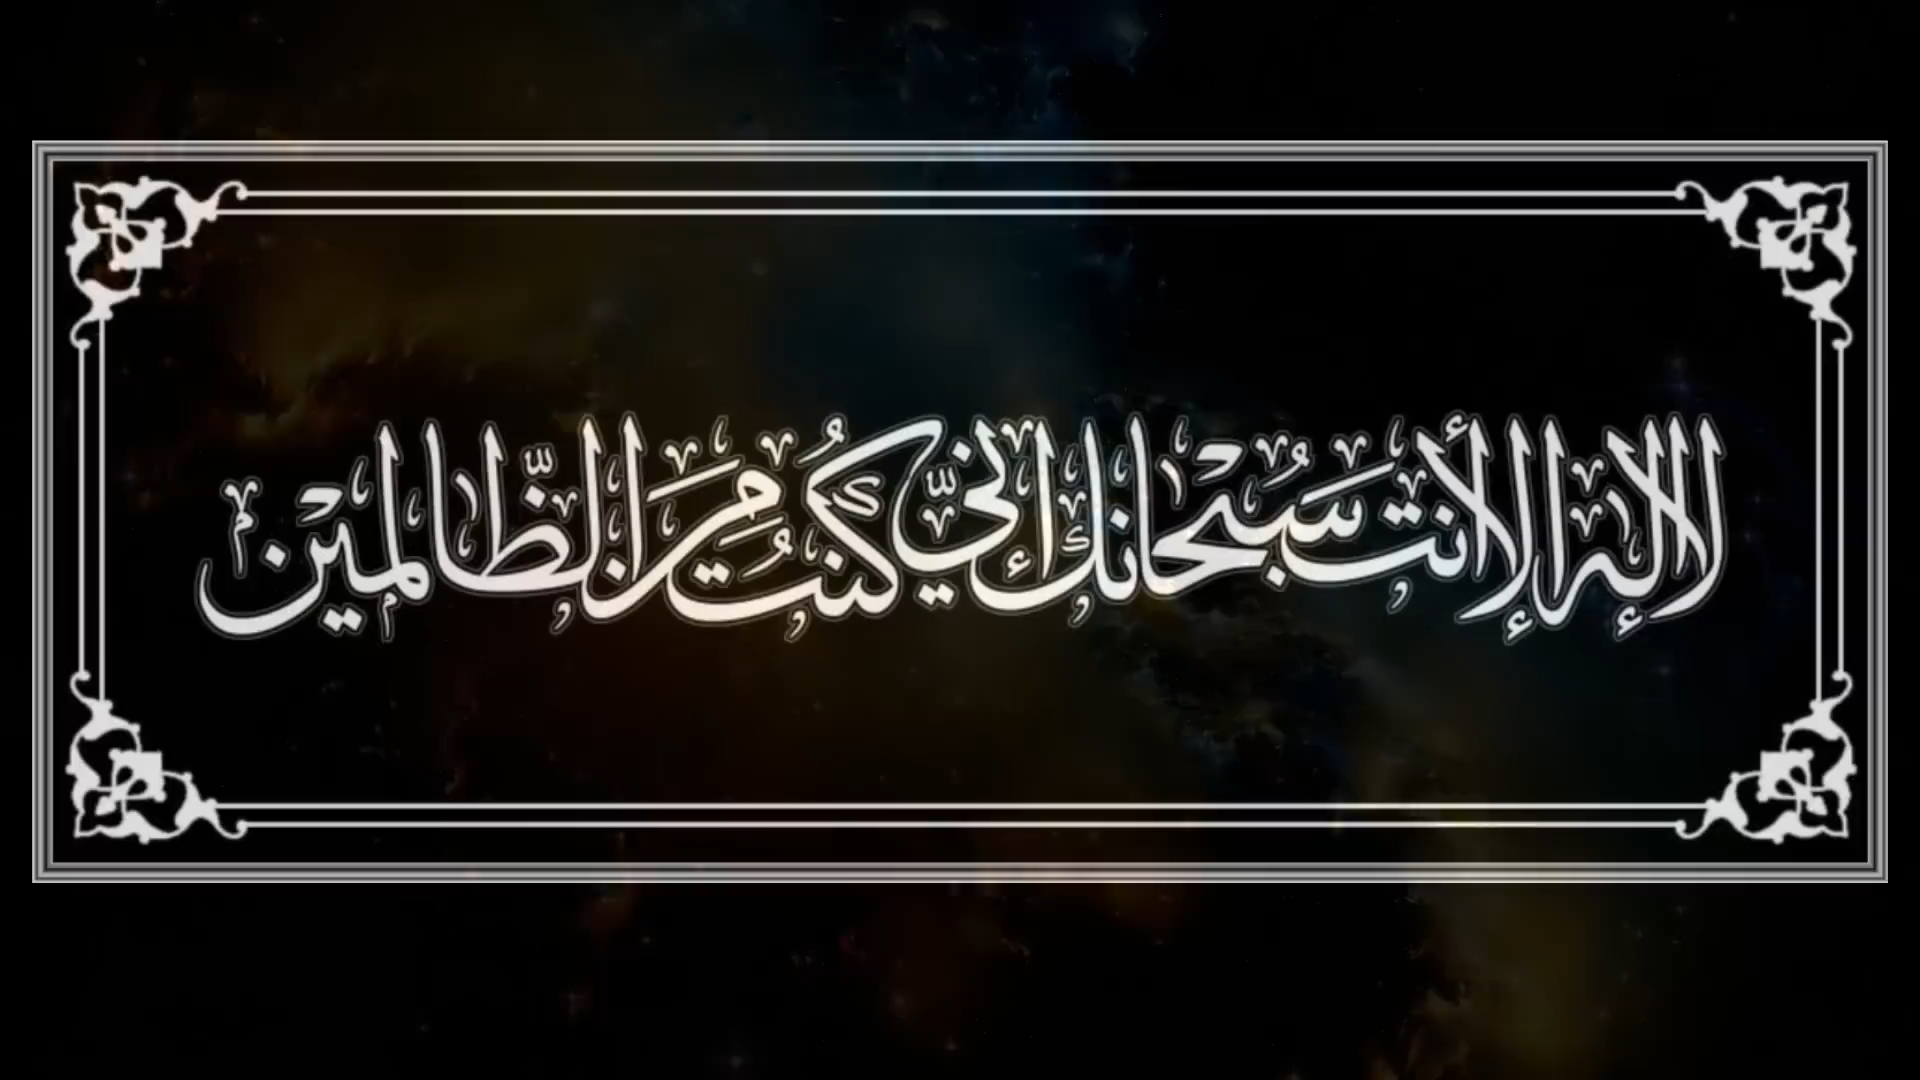 لا إله إلا أنت سبحانك إني كنت من الظالمين